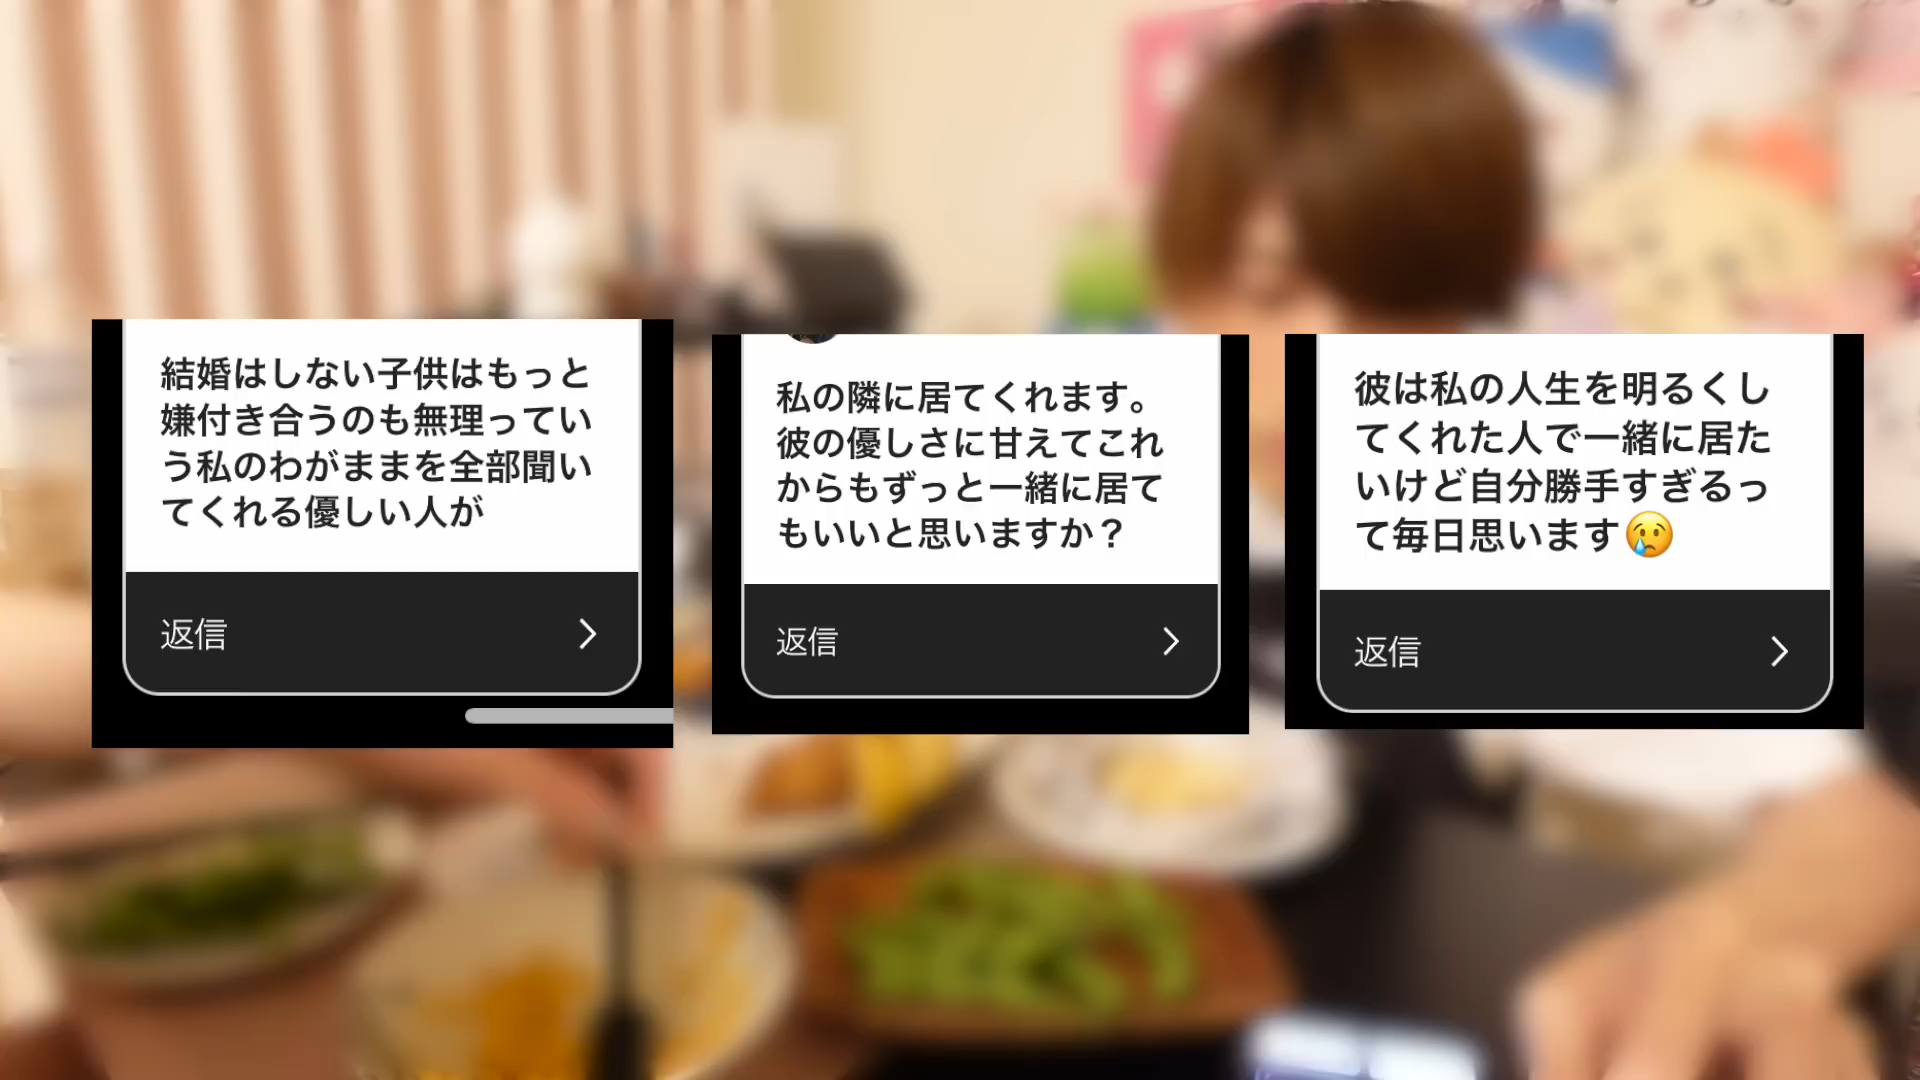 結婚はしない子供はもっと
嫌付き合うのも無理ってい
う私のわがままを全部聞い
てくれる優しい人が
返信
私の隣に居てくれます。
彼の優しさに甘えてこれ
からもずっと一緒に居て
もいいと思いますか？
返信
彼は私の人生を明るくし
てくれた人で一緒に居た
いけど自分勝手すぎるっ
て毎日思います😢
返信